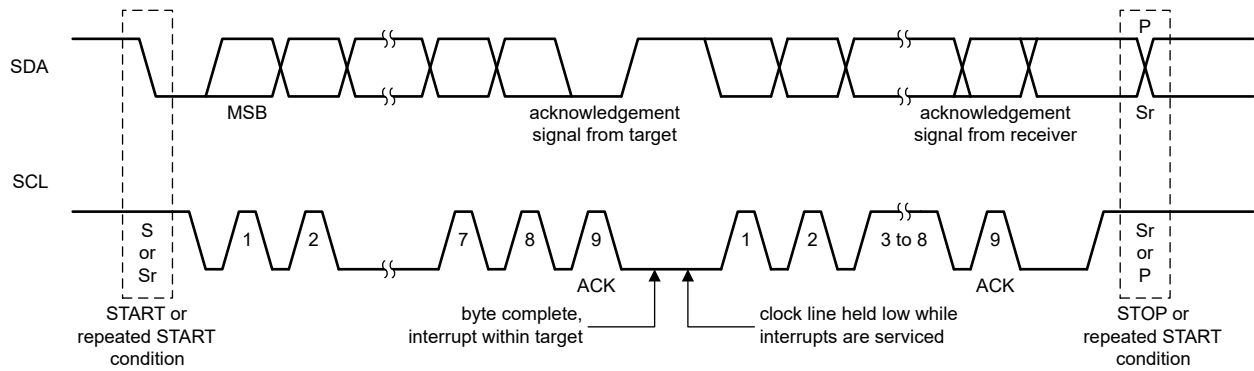 P
SDA
MSB
acknowledgement
signal from target
acknowledgement
signal from receiver
Sr
SCL
S
or
Sr
1
2
7
8
9
1
2
3 to 8
9
Sr
or
P
ACK
ACK
START or
repeated START
condition
byte complete,
interrupt within target
clock line held low while
interrupts are serviced
STOP or
repeated START
condition